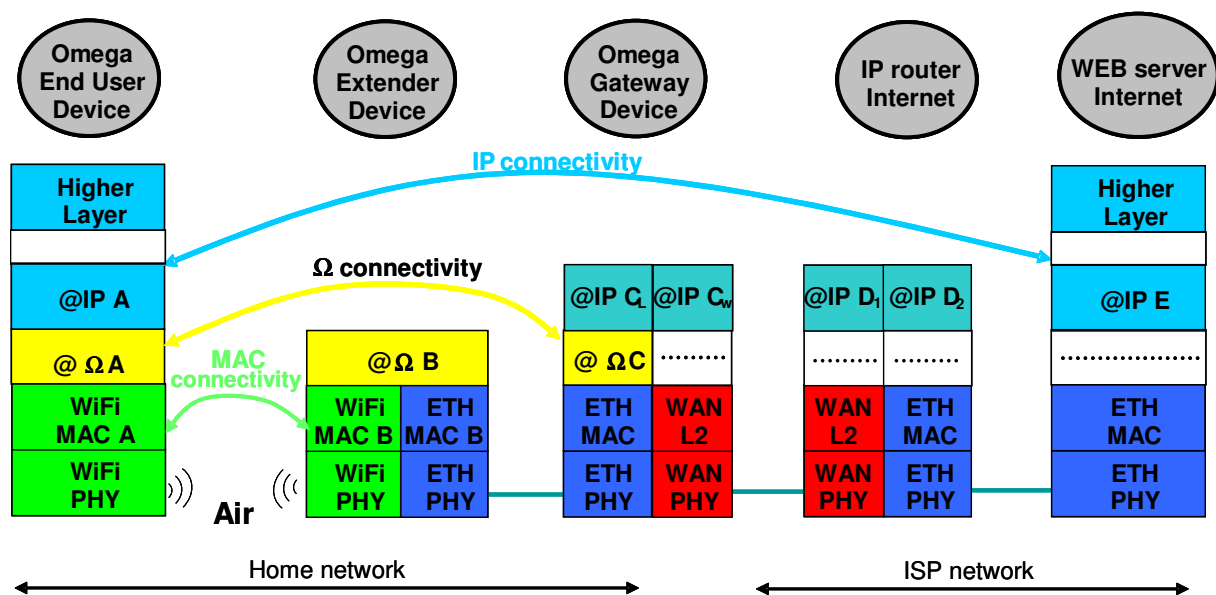 Omega
End User
Device
Omega
Extender
Device
Omega
Gateway
Device
IP router
Internet
WEB server
Internet
IP connectivity
Higher
Layer
Higher
Layer
Ω connectivity
@IP A
@IP CL
@IP Cw
@IP D1
@IP D2
@IP E
@ ΩA
MAC
connectivity
@Ω B
@ ΩC
.........
.........
.........
..................
WiFi
MAC A
WiFi
MAC B
ETH
MAC B
ETH
MAC
WAN
L2
WAN
L2
ETH
MAC
ETH
MAC
WiFi
PHY
Air
WiFi
PHY
ETH
PHY
ETH
PHY
WAN
PHY
WAN
PHY
ETH
PHY
ETH
PHY
Home network
ISP network